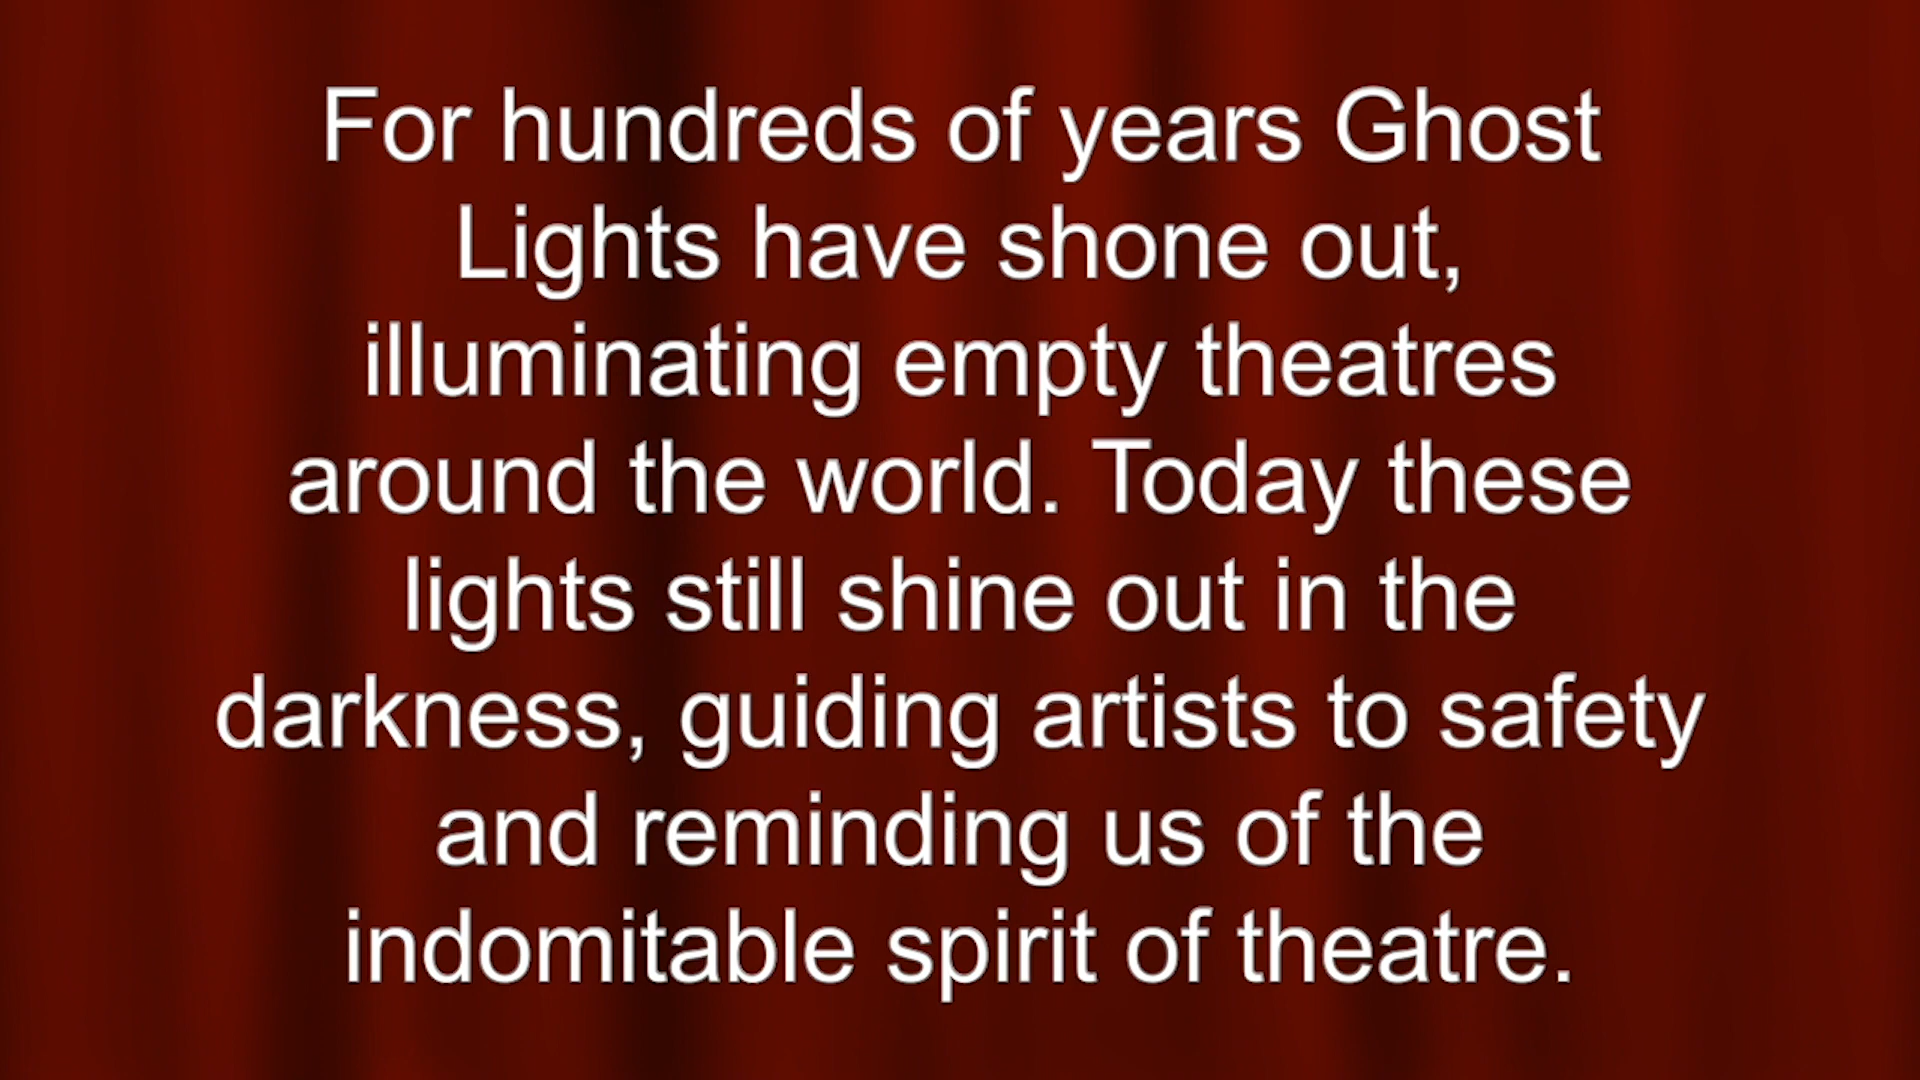 For hundreds of years Ghost
Lights have shone out,
illuminating empty theatres
around the world. Today these
lights still shine out in the
darkness, guiding artists to safety
and reminding us of the
indomitable spirit of theatre.